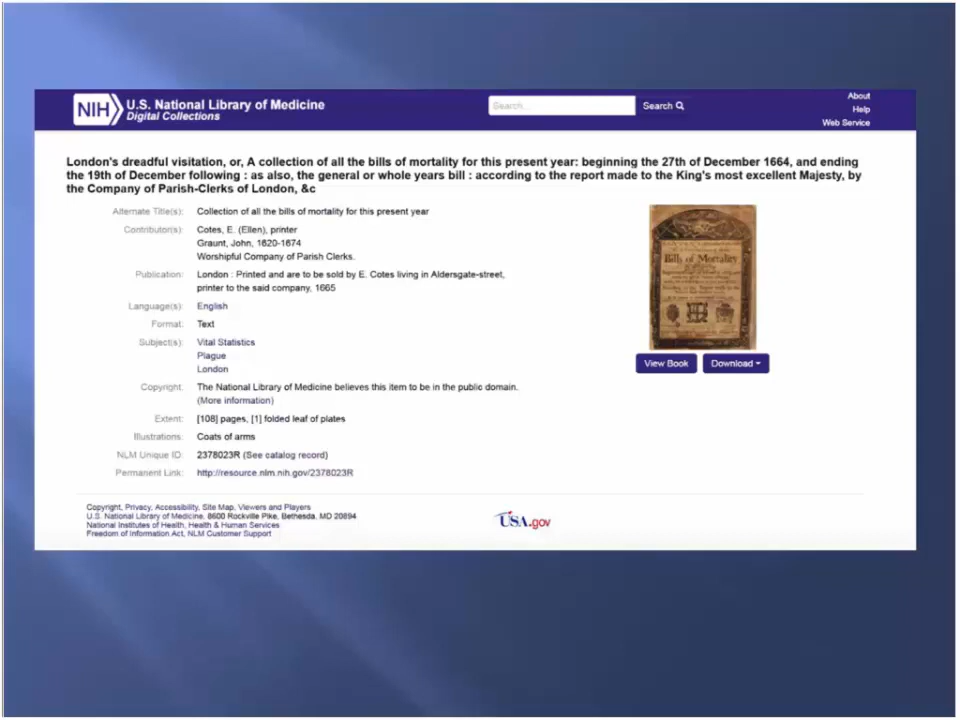 NIH U.S. National Library of Medicine
Digital Collections
Search...
Search
About
Help
Web Service
London's dreadful visitation, or, A collection of all the bills of mortality for this present year: beginning the 27th of December 1664, and ending
the 19th of December following : as also, the general or whole years bill : according to the report made to the King's most excellent Majesty, by
the Company of Parish-Clerks of London, &c
Alternate Title(s): Collection of all the bills of mortality for this present year
Contributor(s): Cotes, E. (Ellen), printer
Graunt, John, 1620-1674
Worshipful Company of Parish Clerks.
Publication: London : Printed and are to be sold by E. Cotes living in Aldersgate-street,
printer to the said company, 1665
Language(s): English
Format: Text
Subject(s): Vital Statistics
Plague
London
Copyright: The National Library of Medicine believes this item to be in the public domain.
(More information)
Extent: [108] pages, [1] folded leaf of plates
Illustrations: Coats of arms
NLM Unique ID: 2378023R (See catalog record)
Permanent Link: http://resource.nlm.nih.gov/2378023R
Bills of Mortality
View Book
Download
Copyright, Privacy, Accessibility, Site Map, Viewers and Players
U.S. National Library of Medicine, 8600 Rockville Pike, Bethesda, MD 20894
National Institutes of Health, Health & Human Services
Freedom of Information Act, NLM Customer Support
USA.gov